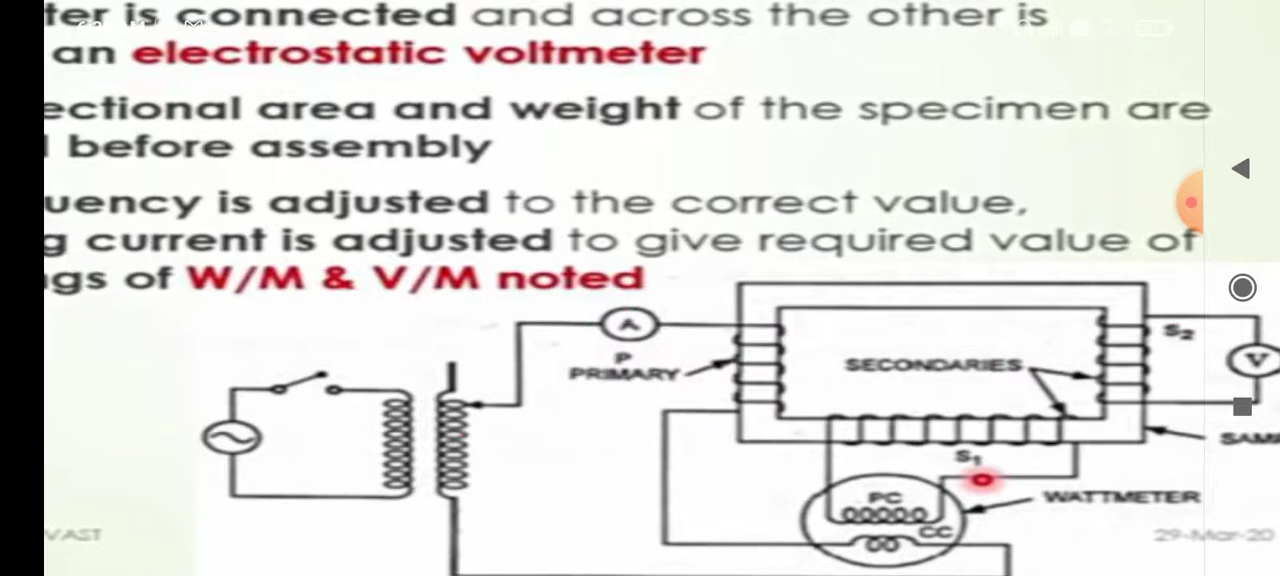 ter is connected and across the other is
an electrostatic voltmeter
ectional area and weight of the specimen are
before assembly
uency is adjusted to the correct value,
g current is adjusted to give required value of
gs of W/M & V/M noted
A
P
PRIMARY
SECONDARIES
S2
V
SAM
S1
PC
WATTMETER
CC
VAST
29-Mar-20